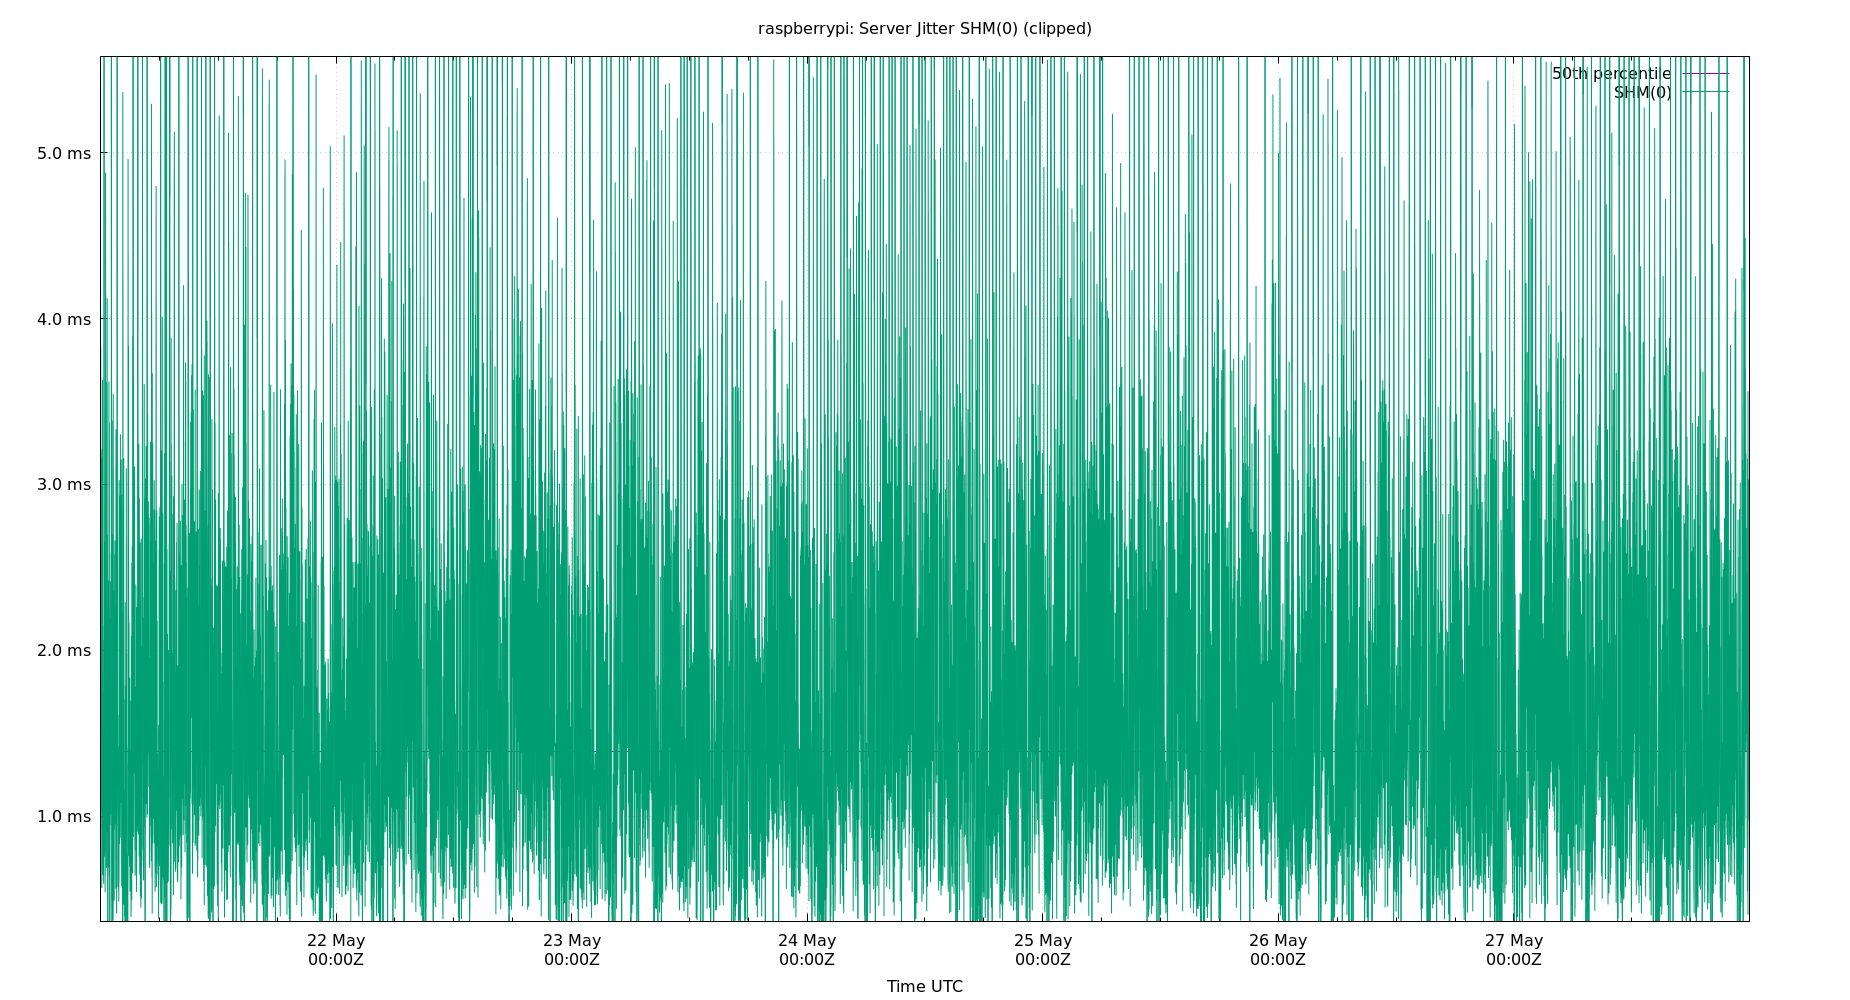 raspberrypi: Server Jitter SHM(0) (clipped)
50th percentile
SHM(0)
5.0 ms
4.0 ms
3.0 ms
2.0 ms
1.0 ms
22 May 23 May 24 May 25 May 26 May 27 May
00:00Z 00:00Z 00:00Z 00:00Z 00:00Z 00:00Z
Time UTC